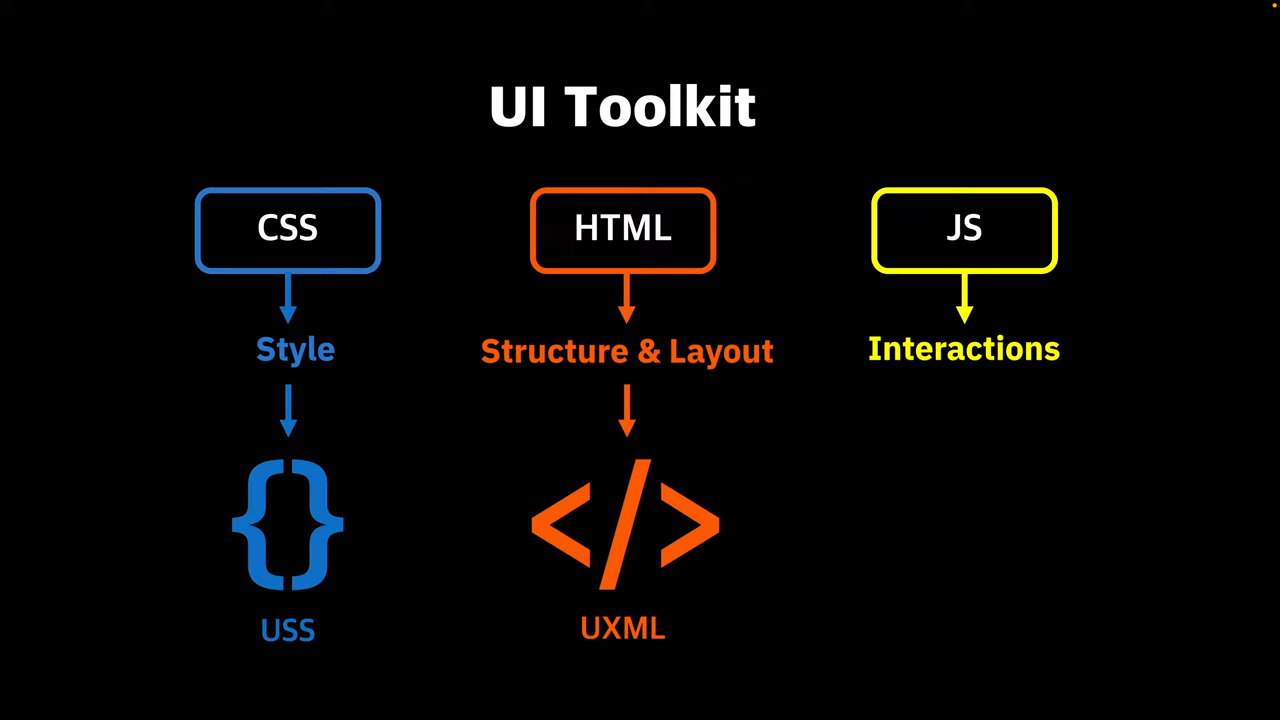 UI Toolkit
CSS
HTML
JS
Style
Structure & Layout
Interactions
{}
</>
USS
UXML